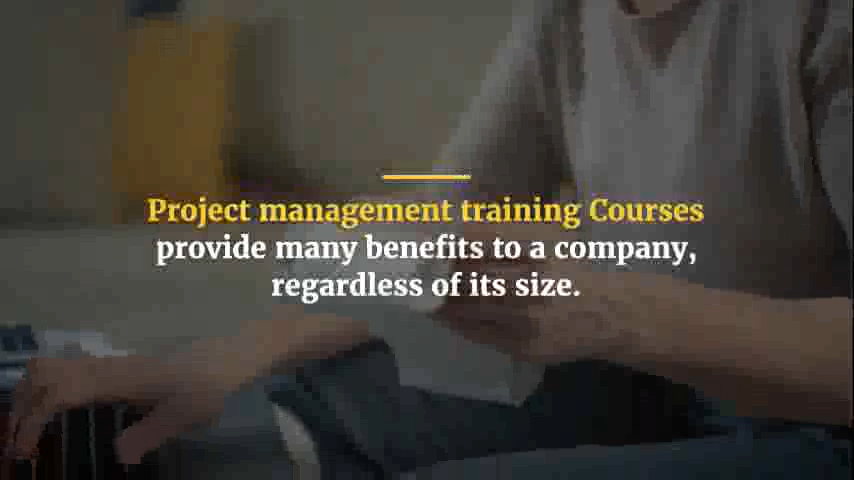 Project management training Courses
provide many benefits to a company,
regardless of its size.